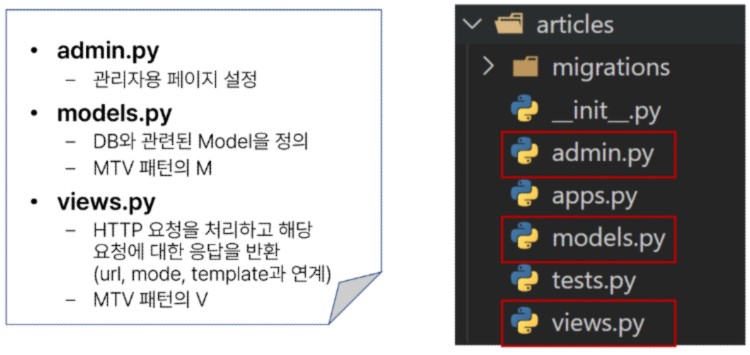 • admin.py
– 관리자용 페이지 설정
• models.py
– DB와 관련된 Model을 정의
– MTV 패턴의 M
• views.py
– HTTP 요청을 처리하고 해당
요청에 대한 응답을 반환
(url, mode, template과 연계)
– MTV 패턴의 V
articles
migrations
__init__.py
admin.py
apps.py
models.py
tests.py
views.py